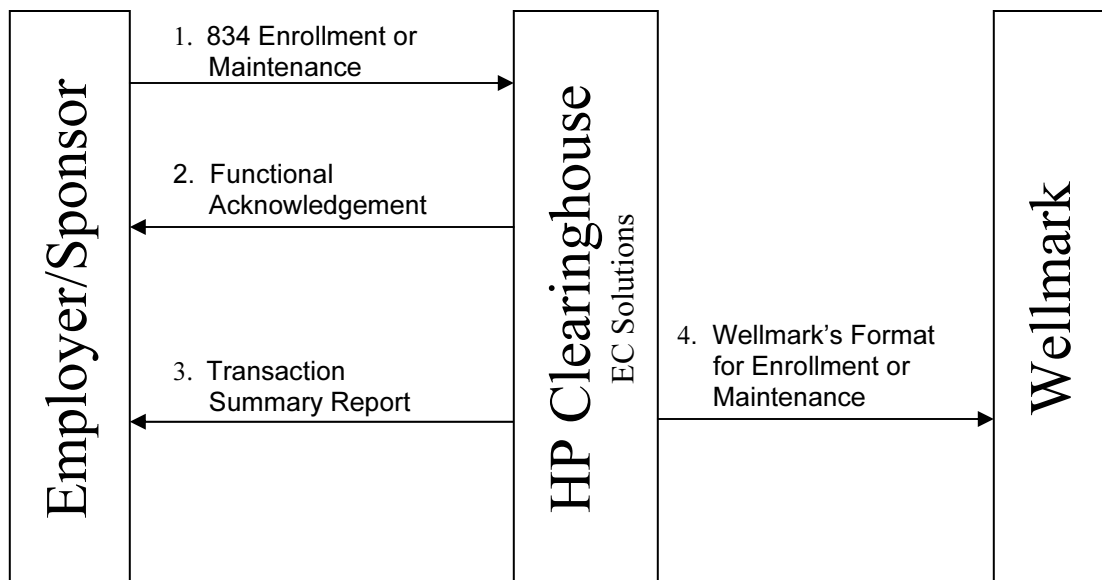 Employer/Sponsor
1. 834 Enrollment or
Maintenance
2. Functional
Acknowledgement
3. Transaction
Summary Report
HP Clearinghouse
EC Solutions
4. Wellmark's Format
for Enrollment or
Maintenance
Wellmark